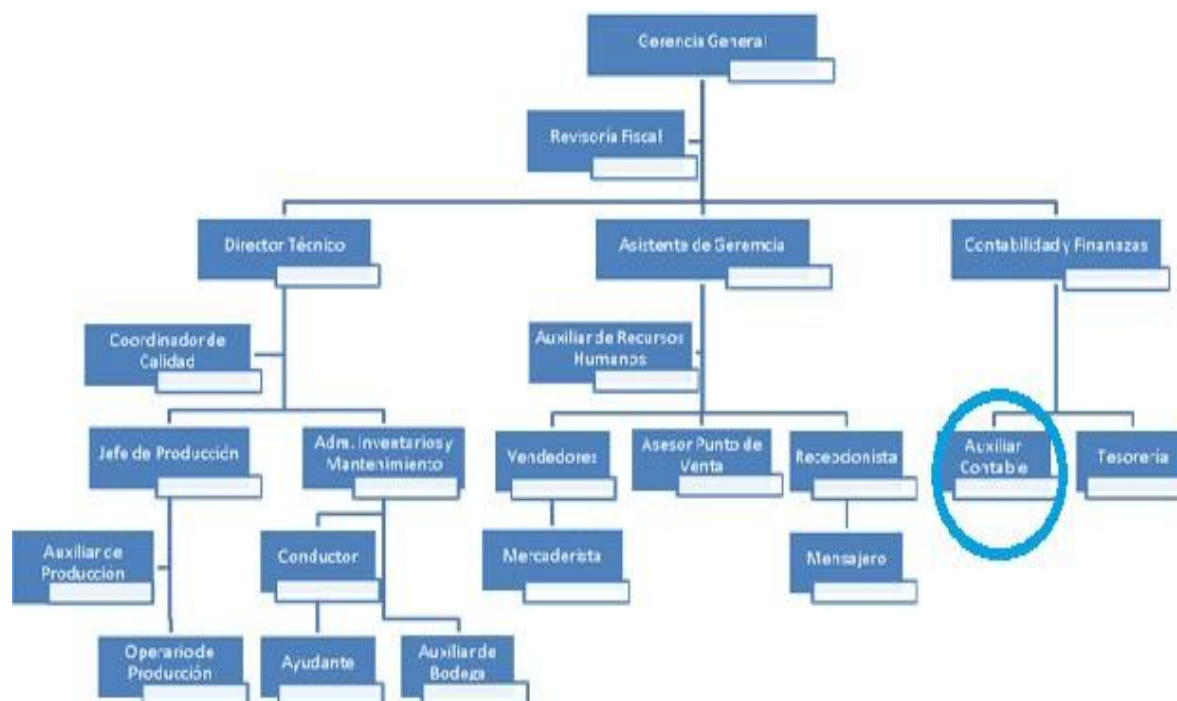 Gerencia General
Revisoría Fiscal
Director Técnico
Asistente de Geremcia
Contabilidad y Finanazas
Coordinador de
Calidad
Auxiliar de Recursos
Humanos
Jefe de Producción
Adm. Inventarios y
Mantenimiento
Vendedores
Asesor Punto de
Venta
Recepcionista
Auxiliar
Contable
Tesorería
Auxiliar de
Producción
Conductor
Mercaderista
Mensajero
Operario de
Producción
Ayudante
Auxiliar de
Bodega